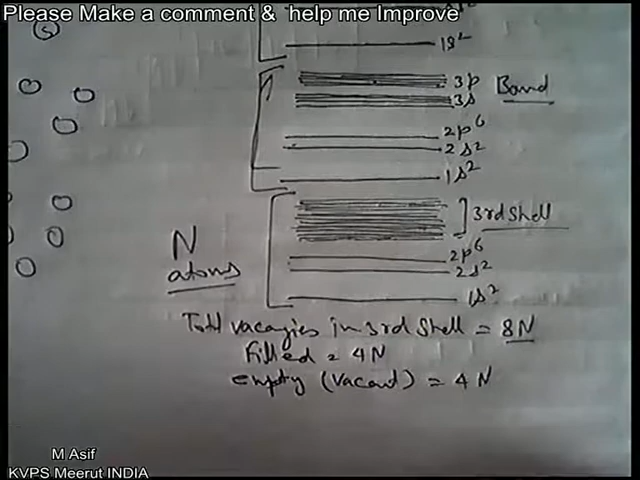 Please Make a comment & help me Improve
1s²
3p Band
3s
2p⁶
2s²
1s²
3rd Shell
N
atoms
2p⁶
2s²
1s²
Total vacacies in 3rd Shell = 8N
filled = 4N
empty (Vacant) = 4N
M Asif
KVPS Meerut INDIA